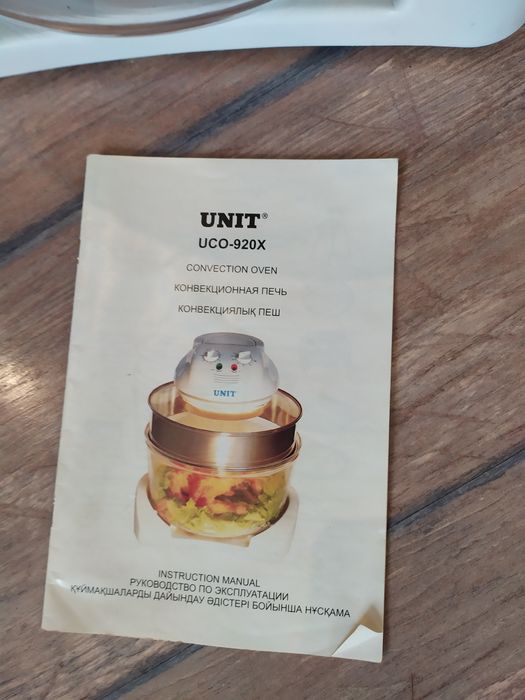 UNIT®
UCO-920X
CONVECTION OVEN
КОНВЕКЦИОННАЯ ПЕЧЬ
КОНВЕКЦИЯЛЫҚ ПЕШ
UNIT
INSTRUCTION MANUAL
РУКОВОДСТВО ПО ЭКСПЛУАТАЦИИ
ҚҰЙМАҚШАЛАРДЫ ДАЙЫНДАУ ӘДІСТЕРІ БОЙЫНША НҰСҚАМА